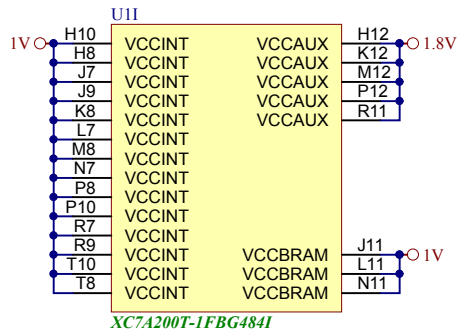 U1I
1V H10 VCCINT VCCAUX H12 1.8V
H8 VCCINT VCCAUX K12
J7 VCCINT VCCAUX M12
J9 VCCINT VCCAUX P12
K8 VCCINT VCCAUX R11
L7 VCCINT
M8 VCCINT
N7 VCCINT
P8 VCCINT
P10 VCCINT
R7 VCCINT
R9 VCCINT VCCBRAM J11 1V
T10 VCCINT VCCBRAM L11
T8 VCCINT VCCBRAM N11
XC7A200T-1FBG484I